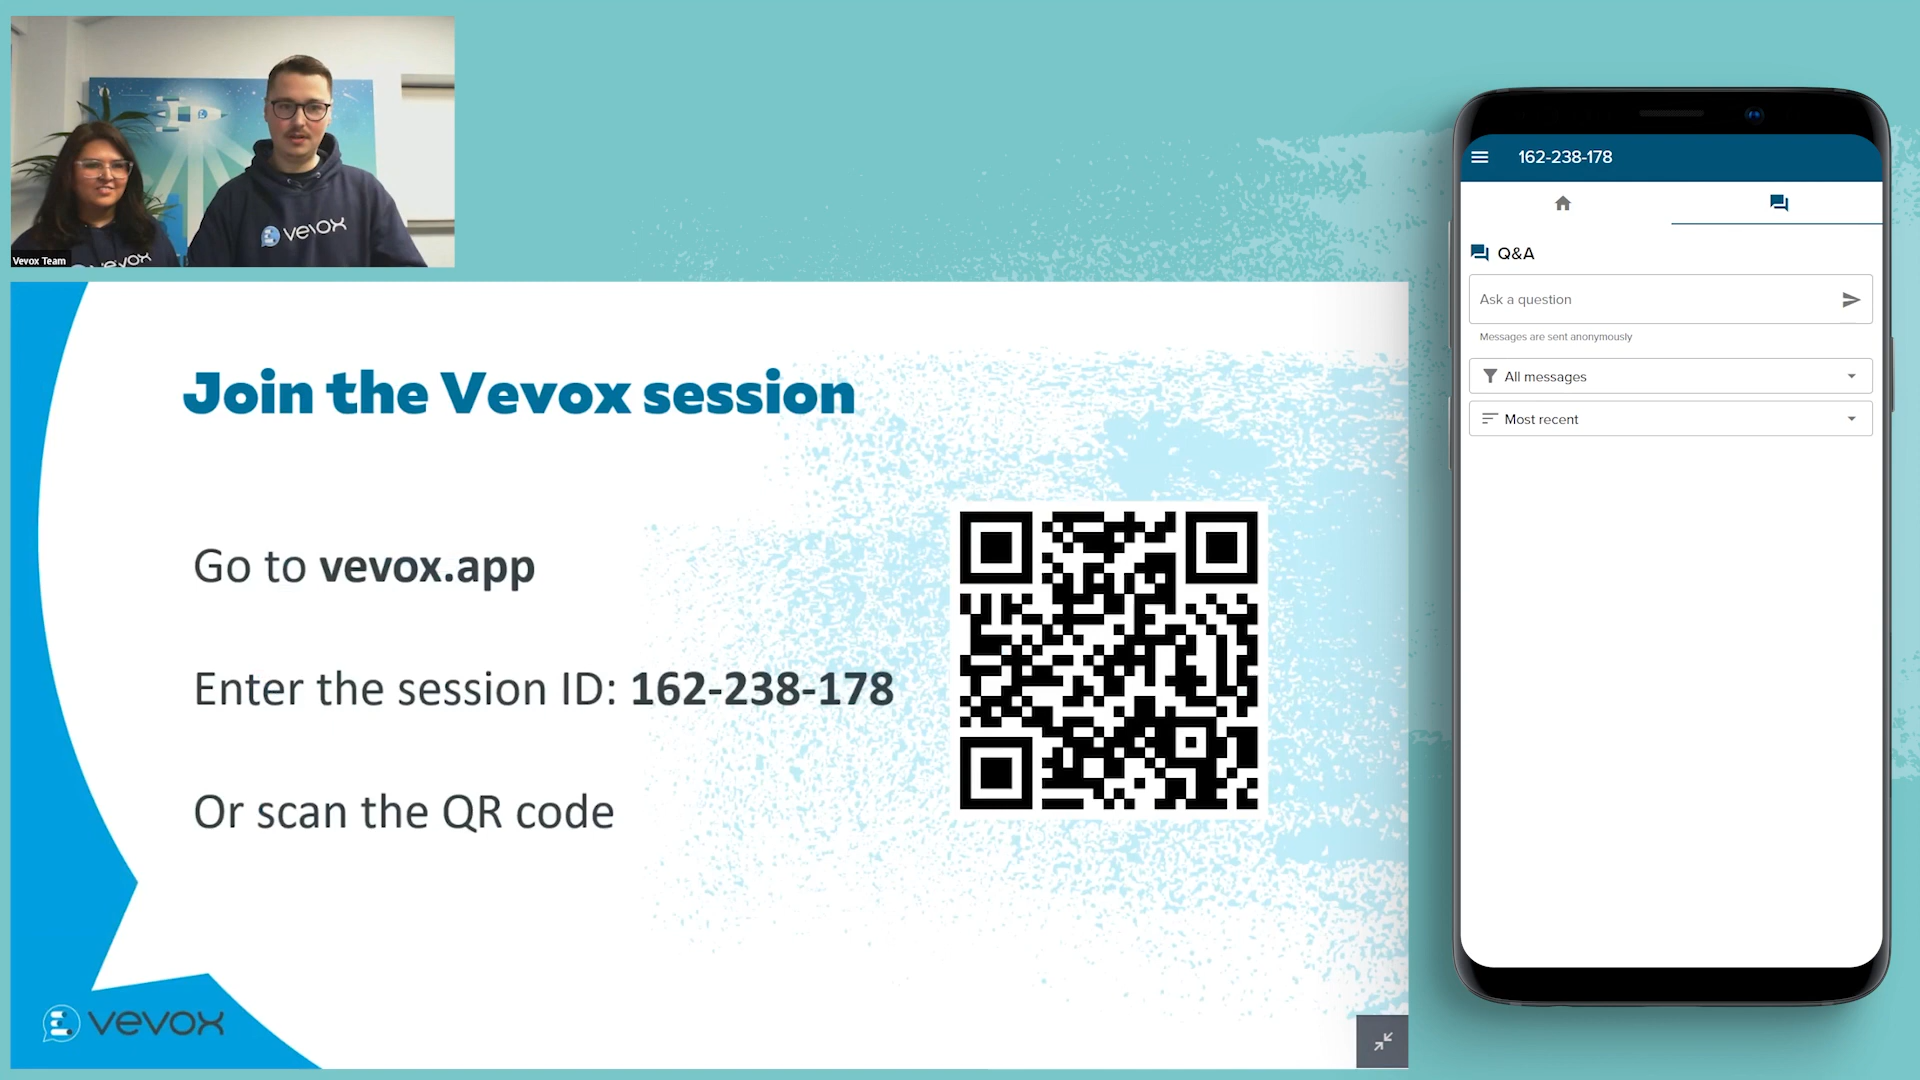 vevox
vevox
Vevox Team
Join the Vevox session
Go to vevox.app
Enter the session ID: 162-238-178
Or scan the QR code
vevox
162-238-178
Q&A
Ask a question
Messages are sent anonymously
All messages
Most recent